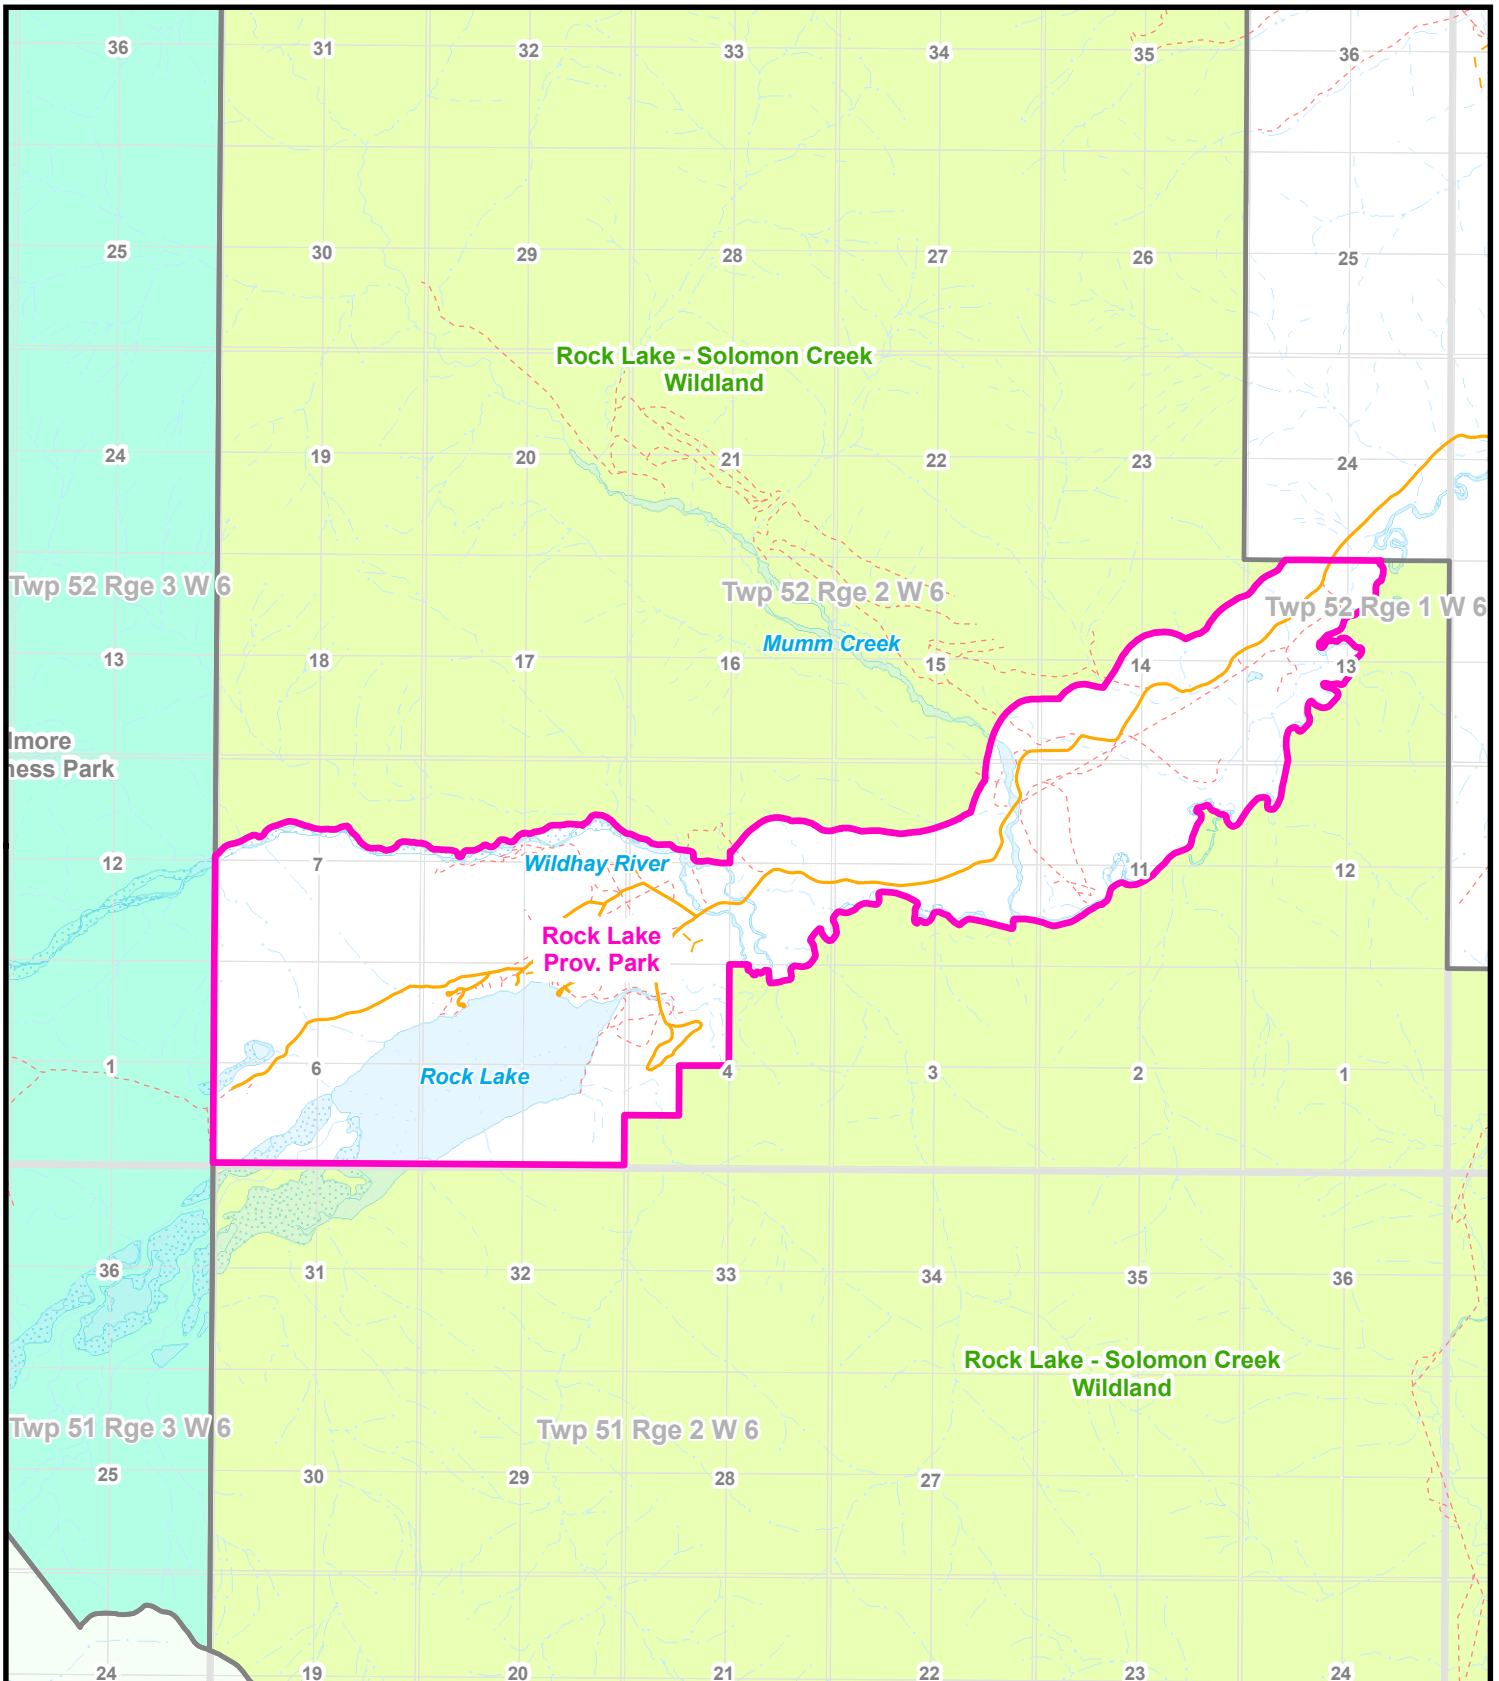 36 31 32 33 34 35 36
25 30 29 28 27 26 25
Rock Lake - Solomon Creek
Wildland
24 19 20 21 22 23 24
Twp 52 Rge 3 W 6
Twp 52 Rge 2 W 6
Twp 52 Rge 1 W 6
Mumm Creek
13 18 17 16 15 14 13
lmore
ness Park
12 7 Wildhay River 11 12
Rock Lake
Prov. Park
1 6 Rock Lake 4 3 2 1
36 31 32 33 34 35 36
Rock Lake - Solomon Creek
Wildland
Twp 51 Rge 3 W 6
Twp 51 Rge 2 W 6
25 30 29 28 27
24 19 20 21 22 23 24